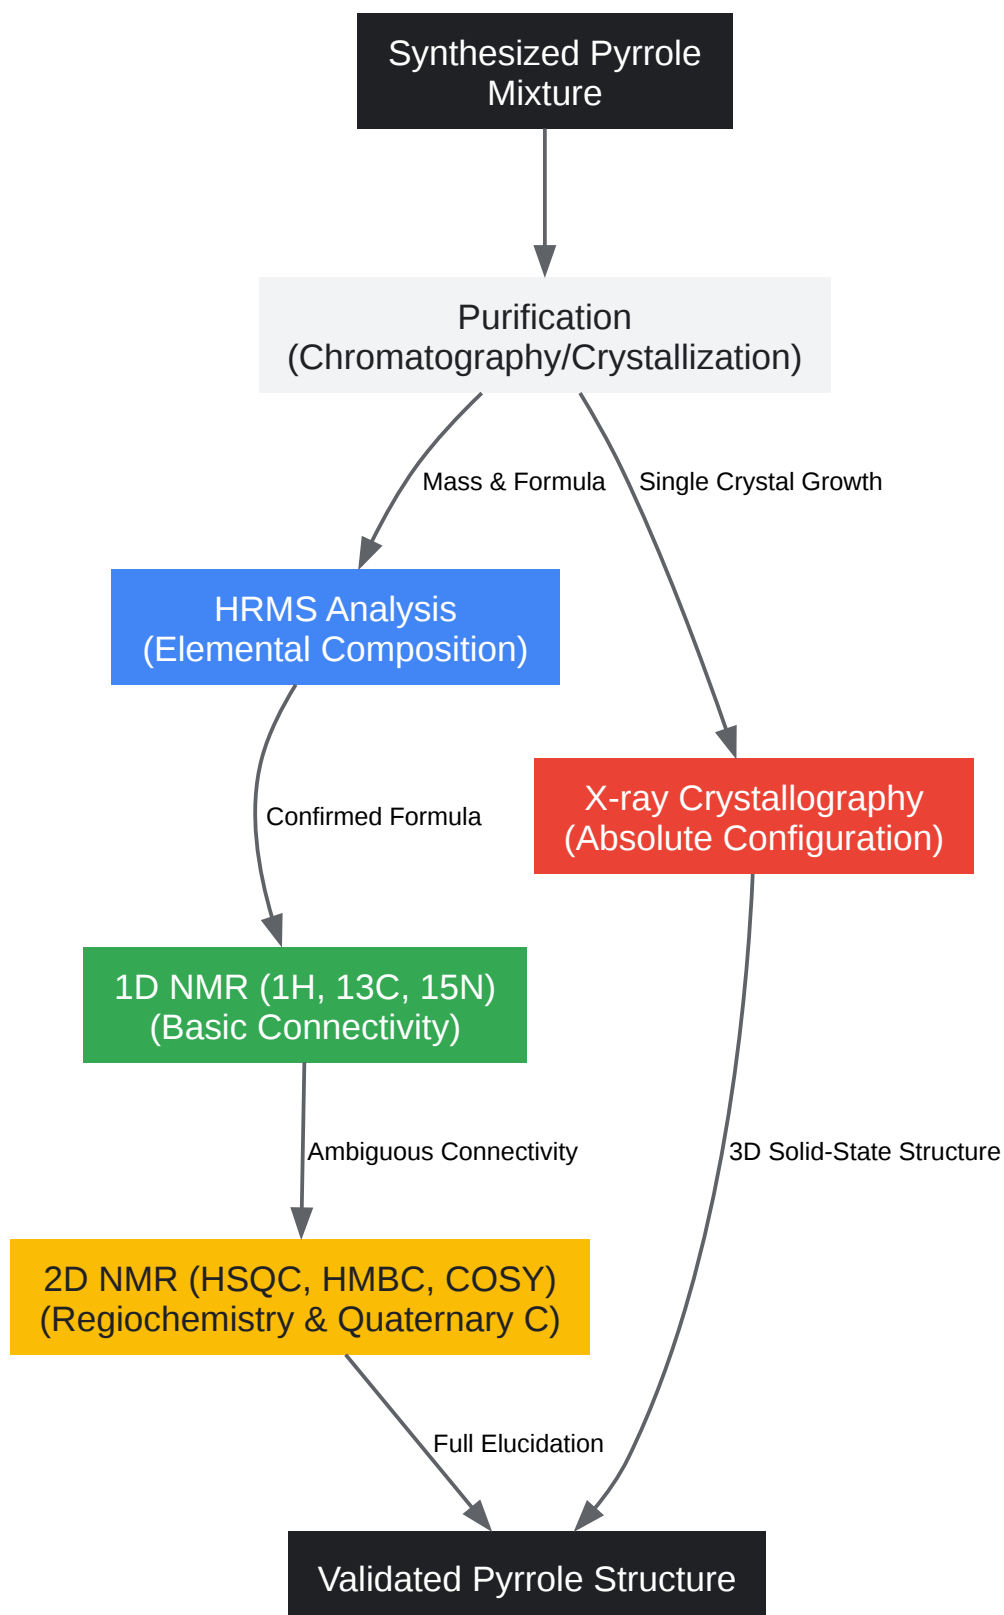 Synthesized Pyrrole
Mixture
Purification
(Chromatography/Crystallization)
Mass & Formula
Single Crystal Growth
HRMS Analysis
(Elemental Composition)
X-ray Crystallography
(Absolute Configuration)
Confirmed Formula
1D NMR (1H, 13C, 15N)
(Basic Connectivity)
Ambiguous Connectivity
3D Solid-State Structure
2D NMR (HSQC, HMBC, COSY)
(Regiochemistry & Quaternary C)
Full Elucidation
Validated Pyrrole Structure